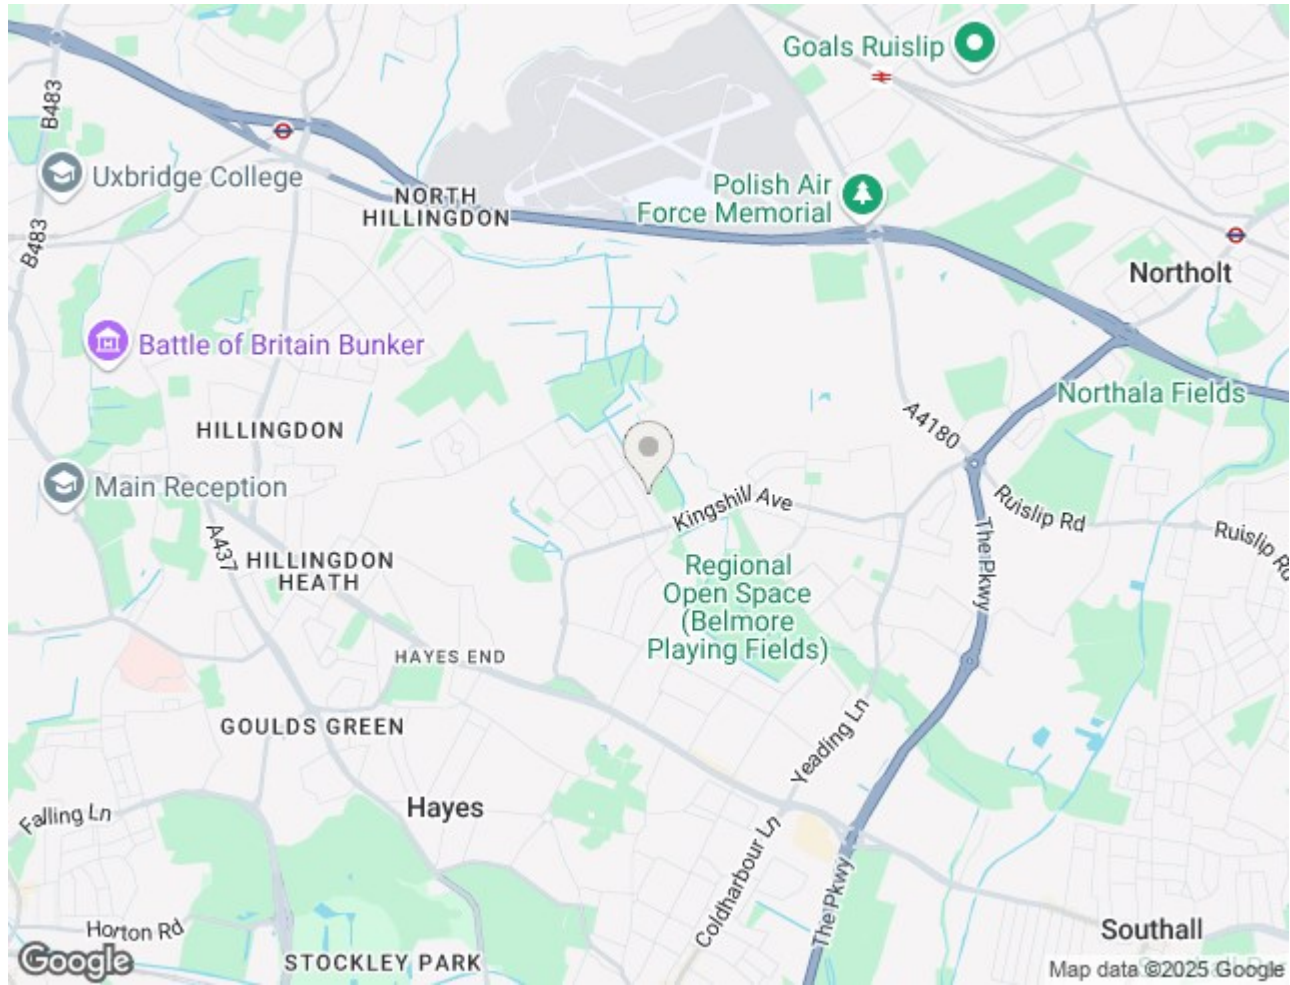 Goals Ruislip
B483
Uxbridge College
Polish Air
Force Memorial
NORTH
HILLINGDON
B483
Northolt
Battle of Britain Bunker
Northala Fields
HILLINGDON
A4180
Main Reception
Kingshill Ave
Ruislip Rd
Ruislip Rd
A437
The Pkwy
HILLINGDON
HEATH
Regional
Open Space
(Belmore
Playing Fields)
HAYES END
GOULDS GREEN
Yeading Ln
Hayes
Falling Ln
Coldharbour Ln
The Pkwy
Horton Rd
Southall
STOCKLEY PARK
Google
Map data ©2025 Google